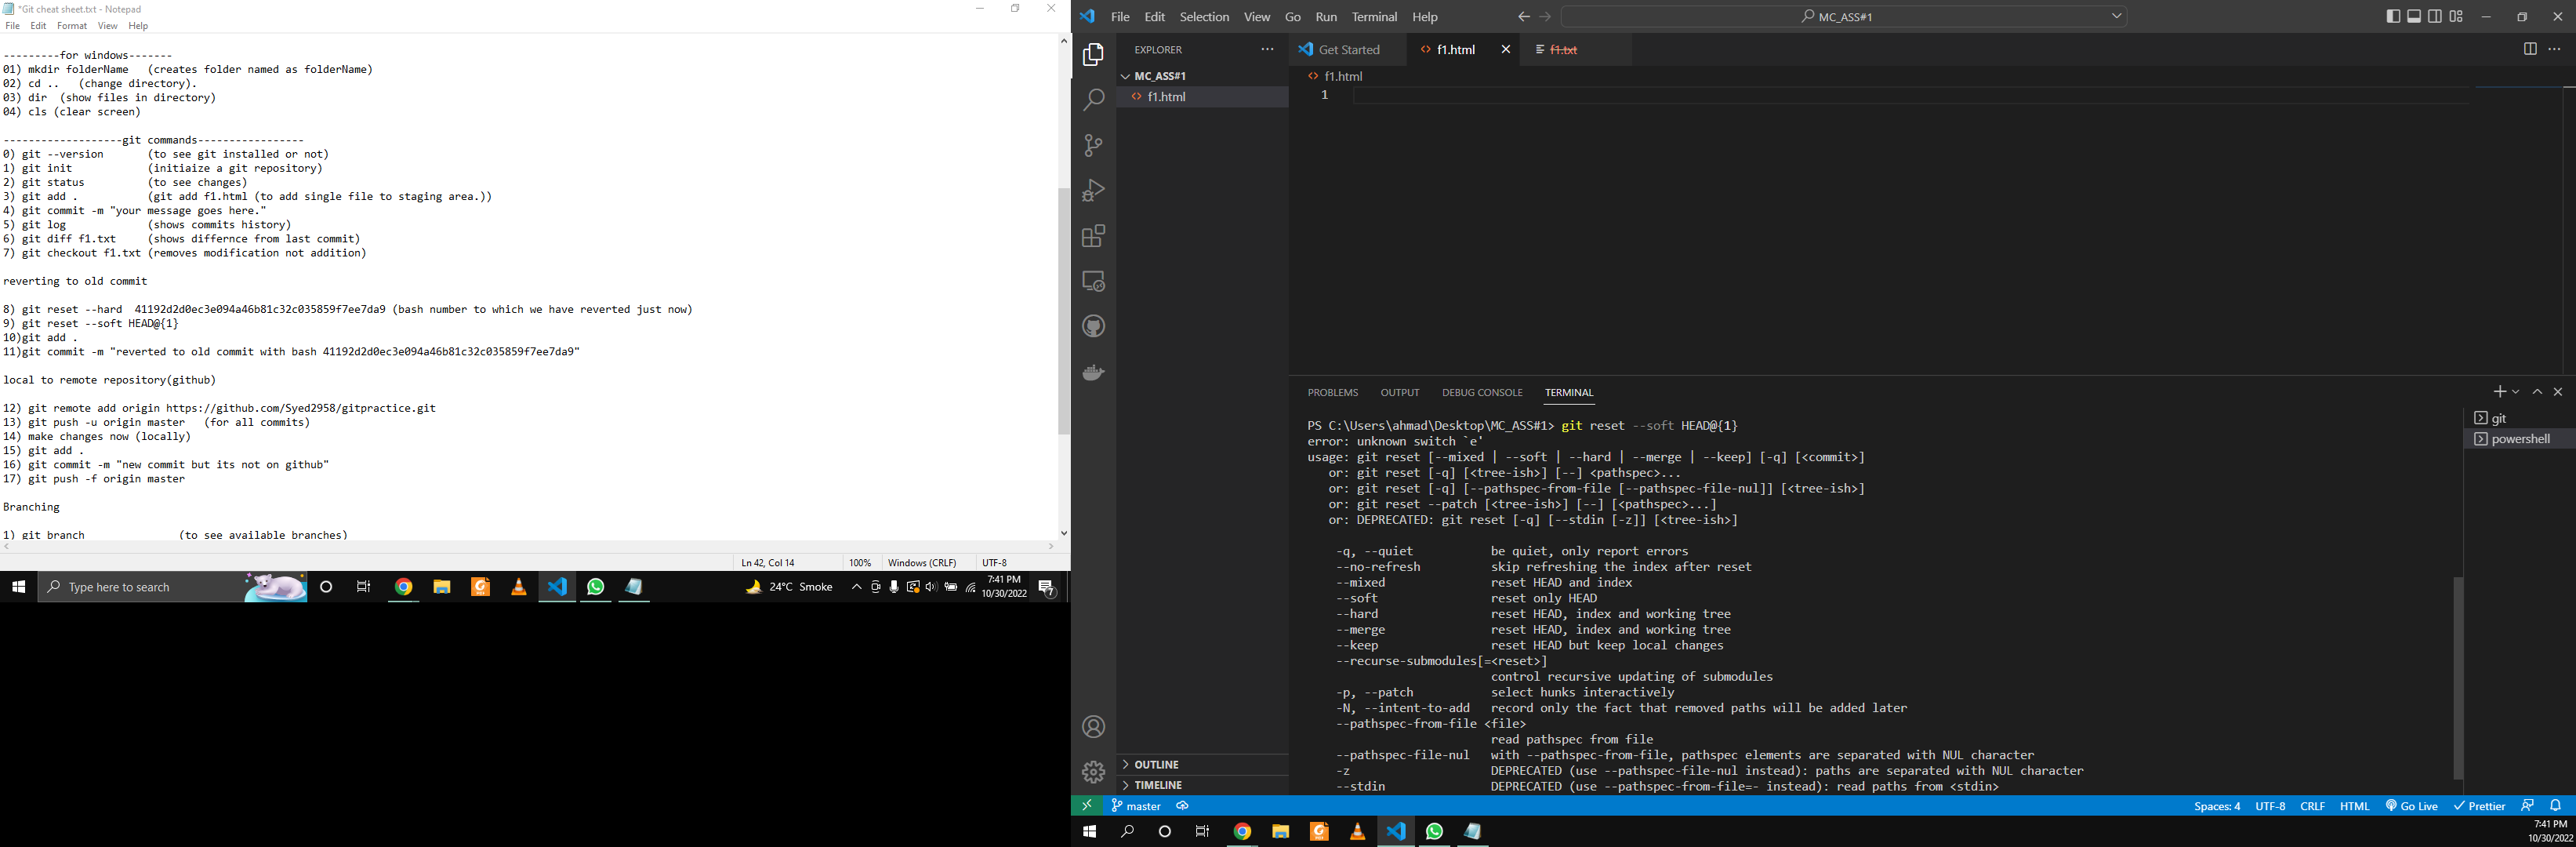 *Git cheat sheet.txt - Notepad
File Edit Format View Help
---------for windows-------
01) mkdir folderName   (creates folder named as folderName)
02) cd ..   (change directory).
03) dir  (show files in directory)
04) cls (clear screen)
-------------------git commands-----------------
0) git --version       (to see git installed or not)
1) git init            (initiaize a git repository)
2) git status          (to see changes)
3) git add .           (git add f1.html (to add single file to staging area.))
4) git commit -m "your message goes here."
5) git log             (shows commits history)
6) git diff f1.txt     (shows differnce from last commit)
7) git checkout f1.txt (removes modification not addition)
reverting to old commit
8) git reset --hard  41192d2d0ec3e094a46b81c32c035859f7ee7da9 (bash number to which we have reverted just now)
9) git reset --soft HEAD@{1}
10)git add .
11)git commit -m "reverted to old commit with bash 41192d2d0ec3e094a46b81c32c035859f7ee7da9"
local to remote repository(github)
12) git remote add origin https://github.com/Syed2958/gitpractice.git
13) git push -u origin master   (for all commits)
14) make changes now (locally)
15) git add .
16) git commit -m "new commit but its not on github"
17) git push -f origin master
Branching
1) git branch               (to see available branches)
Ln 42, Col 14 100% Windows (CRLF) UTF-8
Type here to search
24°C Smoke
7:41 PM
10/30/2022
7
File Edit Selection View Go Run Terminal Help
MC_ASS#1
EXPLORER
MC_ASS#1
f1.html
OUTLINE
TIMELINE
Get Started f1.html f1.txt
f1.html
1
PROBLEMS OUTPUT DEBUG CONSOLE TERMINAL
git
powershell
PS C:\Users\ahmad\Desktop\MC_ASS#1> git reset --soft HEAD@{1}
error: unknown switch `e'
usage: git reset [--mixed | --soft | --hard | --merge | --keep] [-q] [<commit>]
   or: git reset [-q] [<tree-ish>] [--] <pathspec>...
   or: git reset [-q] [--pathspec-from-file [--pathspec-file-nul]] [<tree-ish>]
   or: git reset --patch [<tree-ish>] [--] [<pathspec>...]
   or: DEPRECATED: git reset [-q] [--stdin [-z]] [<tree-ish>]
    -q, --quiet           be quiet, only report errors
    --no-refresh          skip refreshing the index after reset
    --mixed               reset HEAD and index
    --soft                reset only HEAD
    --hard                reset HEAD, index and working tree
    --merge               reset HEAD, index and working tree
    --keep                reset HEAD but keep local changes
    --recurse-submodules[=<reset>]
                          control recursive updating of submodules
    -p, --patch           select hunks interactively
    -N, --intent-to-add   record only the fact that removed paths will be added later
    --pathspec-from-file <file>
                          read pathspec from file
    --pathspec-file-nul   with --pathspec-from-file, pathspec elements are separated with NUL character
    -z                    DEPRECATED (use --pathspec-file-nul instead): paths are separated with NUL character
    --stdin               DEPRECATED (use --pathspec-from-file=- instead): read paths from <stdin>
master
Spaces: 4 UTF-8 CRLF HTML Go Live Prettier
7:41 PM
10/30/2022